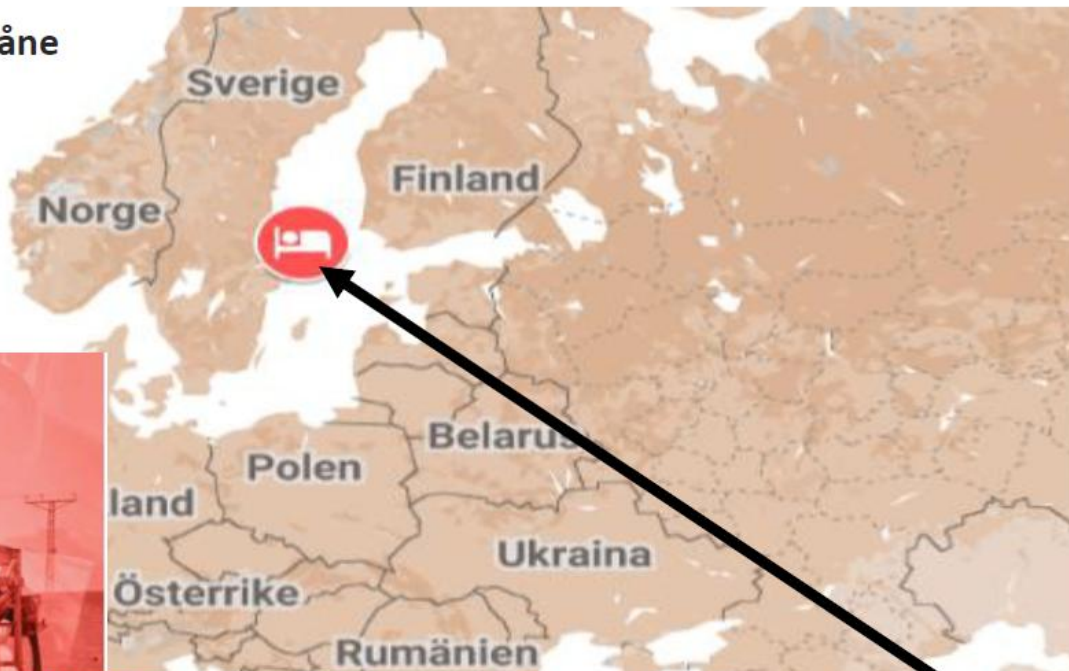 åne
Sverige
Finland
Norge
Belarus
Polen
land
Ukraina
Österrike
Rumänien